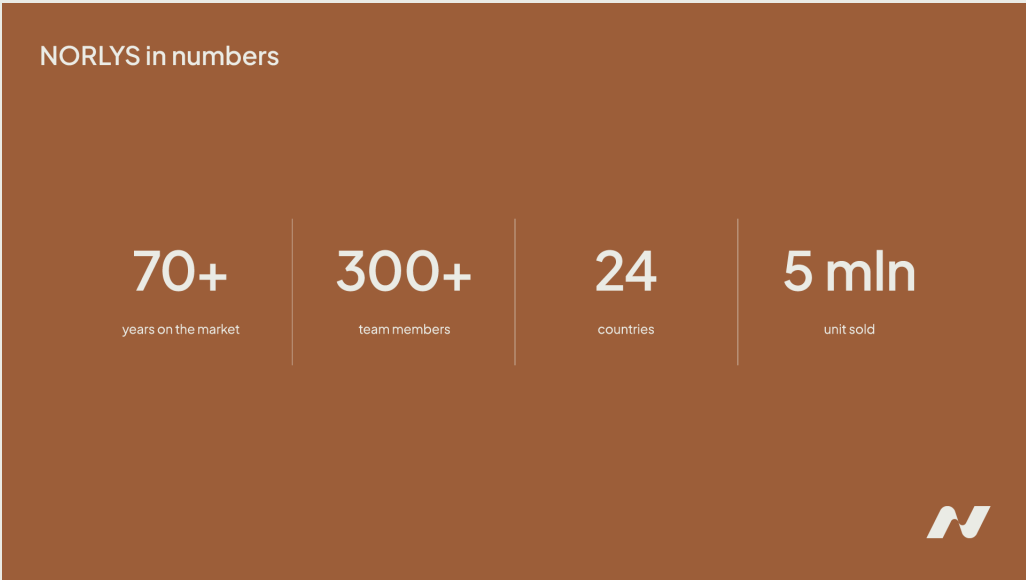 NORLYS in numbers
70+
years on the market
300+
team members
24
countries
5 mln
unit sold